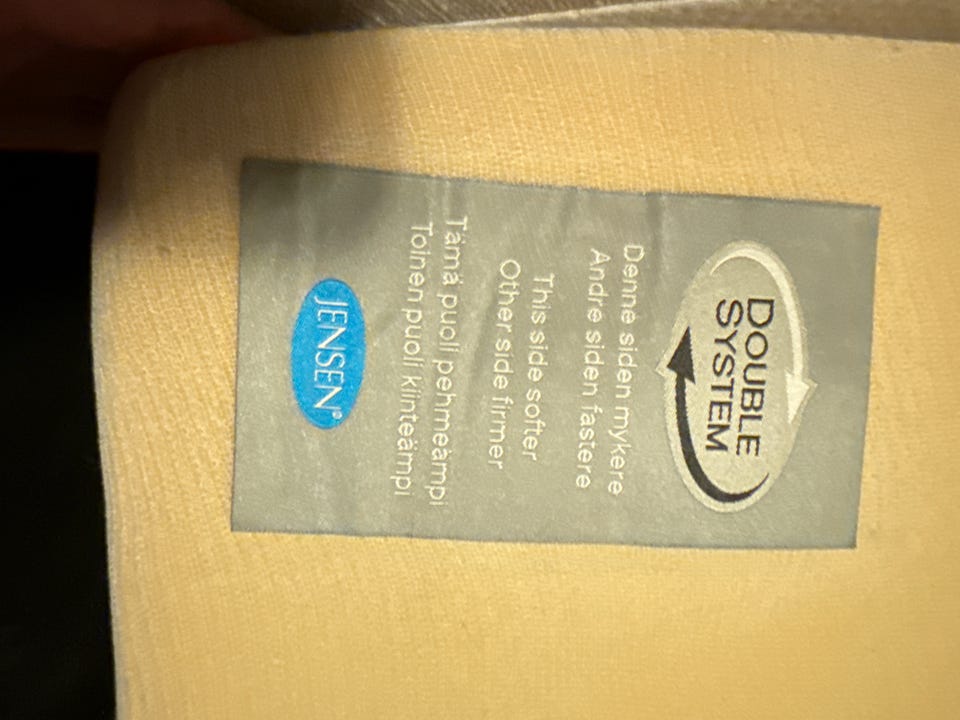 DOUBLE
SYSTEM
Denne siden mykere
Andre siden fastere
This side softer
Other side firmer
Tämä puoli pehmeämpi
Toinen puoli kiinteämpi
JENSEN®